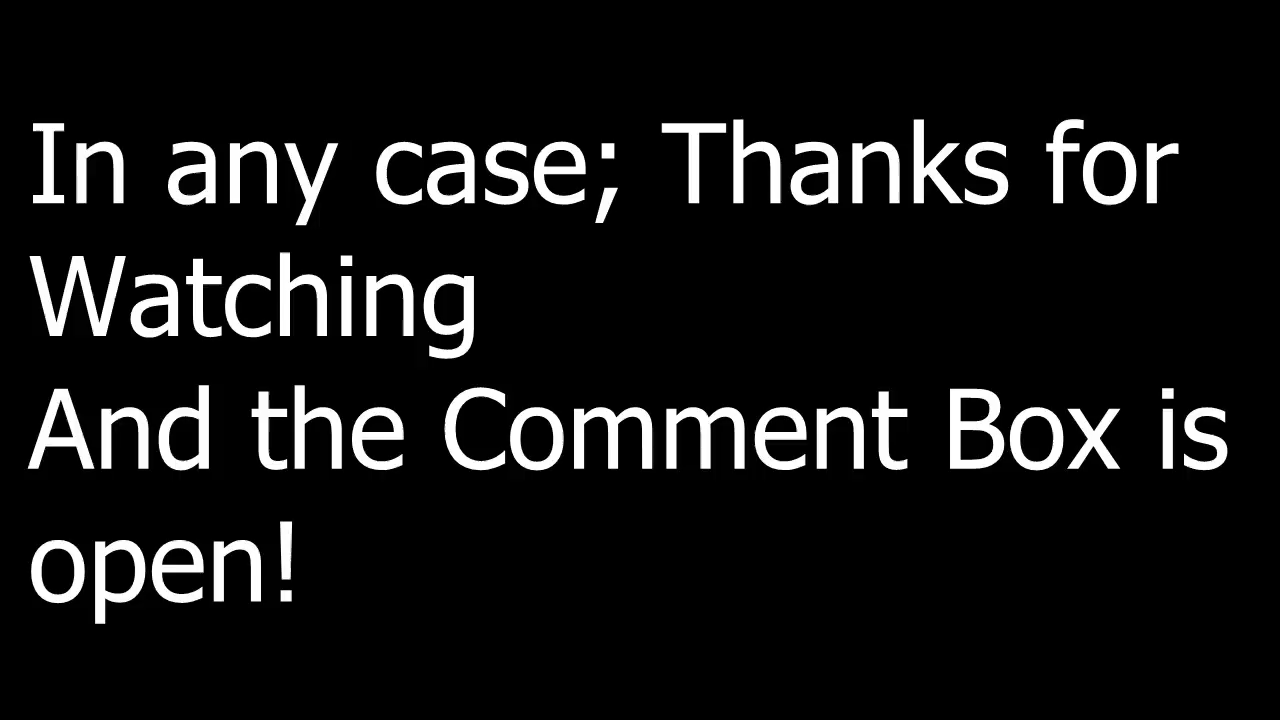 In any case; Thanks for
Watching
And the Comment Box is
open!